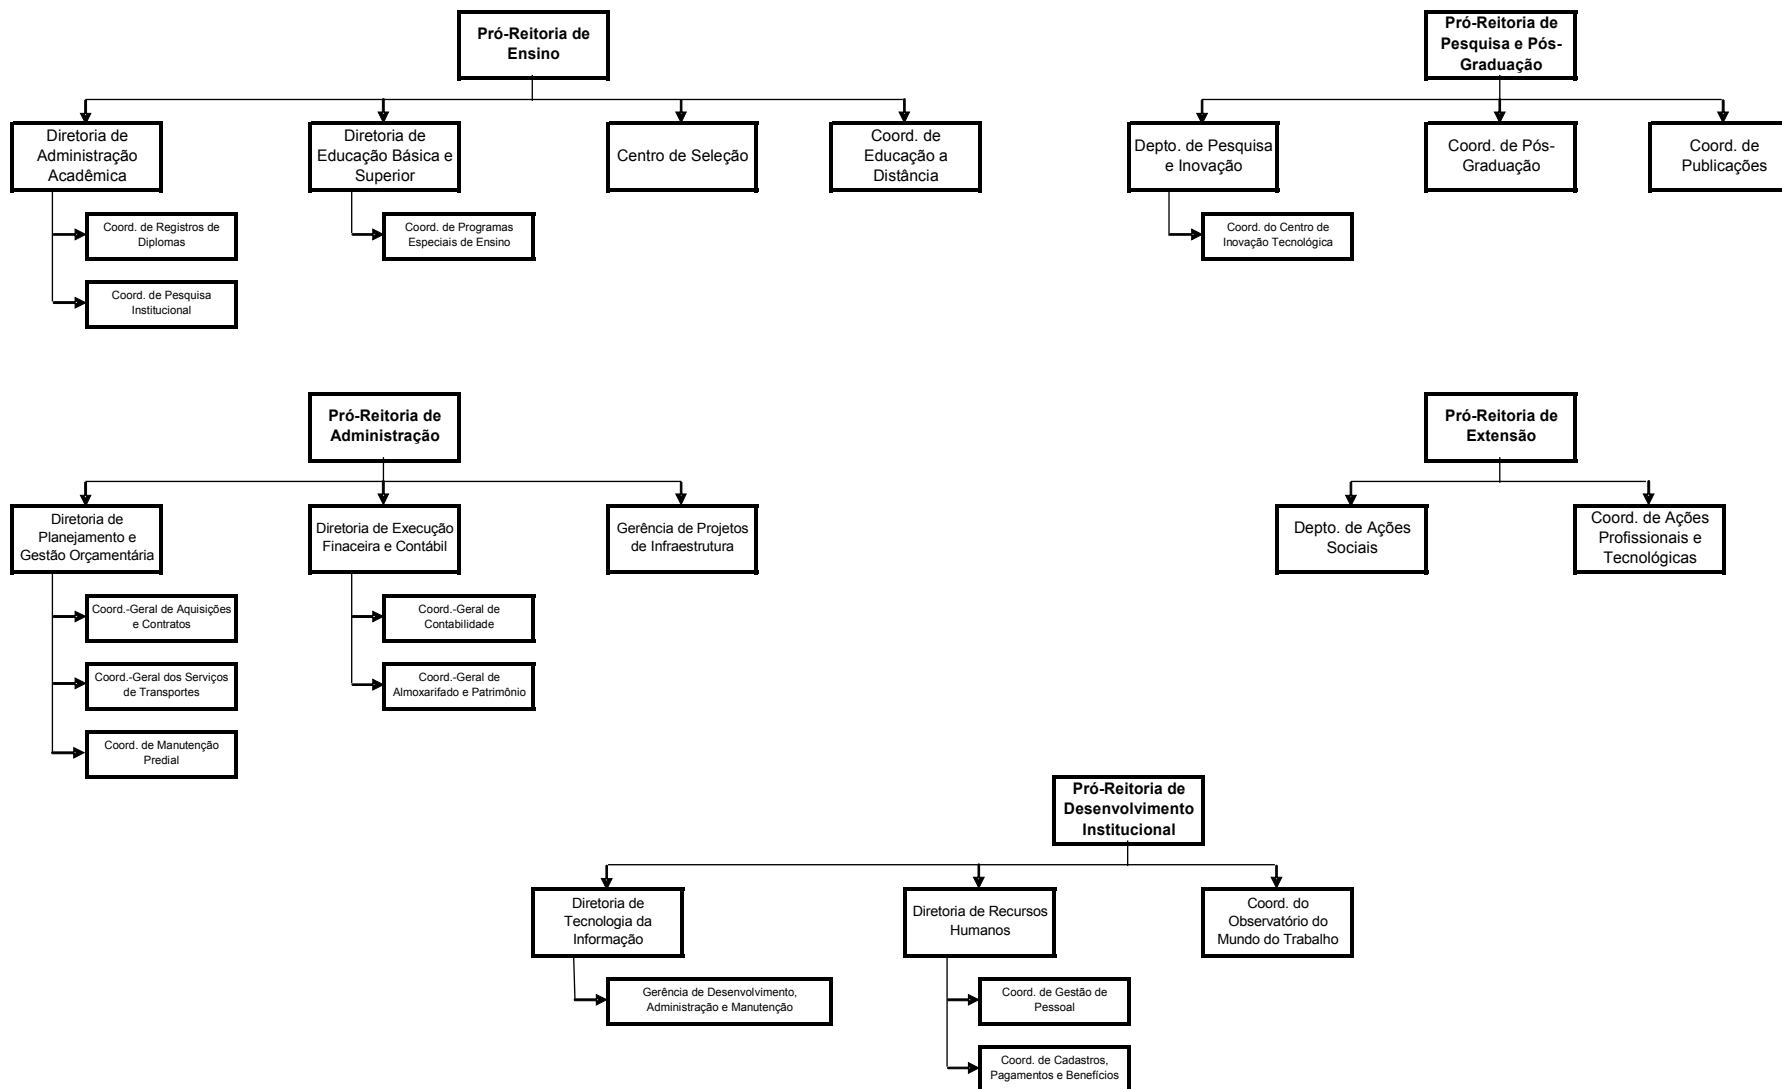 Pró-Reitoria de
Ensino
Pró-Reitoria de
Pesquisa e Pós-
Graduação
Diretoria de
Administração
Acadêmica
Diretoria de
Educação Básica e
Superior
Centro de Seleção
Coord. de
Educação a
Distância
Depto. de Pesquisa
e Inovação
Coord. de Pós-
Graduação
Coord. de
Publicações
Coord. de Registros de
Diplomas
Coord. de Programas
Especiais de Ensino
Coord. do Centro de
Inovação Tecnológica
Coord. de Pesquisa
Institucional
Pró-Reitoria de
Administração
Pró-Reitoria de
Extensão
Diretoria de
Planejamento e
Gestão Orçamentária
Diretoria de Execução
Finaceira e Contábil
Gerência de Projetos
de Infraestrutura
Depto. de Ações
Sociais
Coord. de Ações
Profissionais e
Tecnológicas
Coord.-Geral de Aquisições
e Contratos
Coord.-Geral de
Contabilidade
Coord.-Geral dos Serviços
de Transportes
Coord.-Geral de
Almoxarifado e Patrimônio
Coord. de Manutenção
Predial
Pró-Reitoria de
Desenvolvimento
Institucional
Diretoria de
Tecnologia da
Informação
Diretoria de Recursos
Humanos
Coord. do
Observatório do
Mundo do Trabalho
Gerência de Desenvolvimento,
Administração e Manutenção
Coord. de Gestão de
Pessoal
Coord. de Cadastros,
Pagamentos e Benefícios